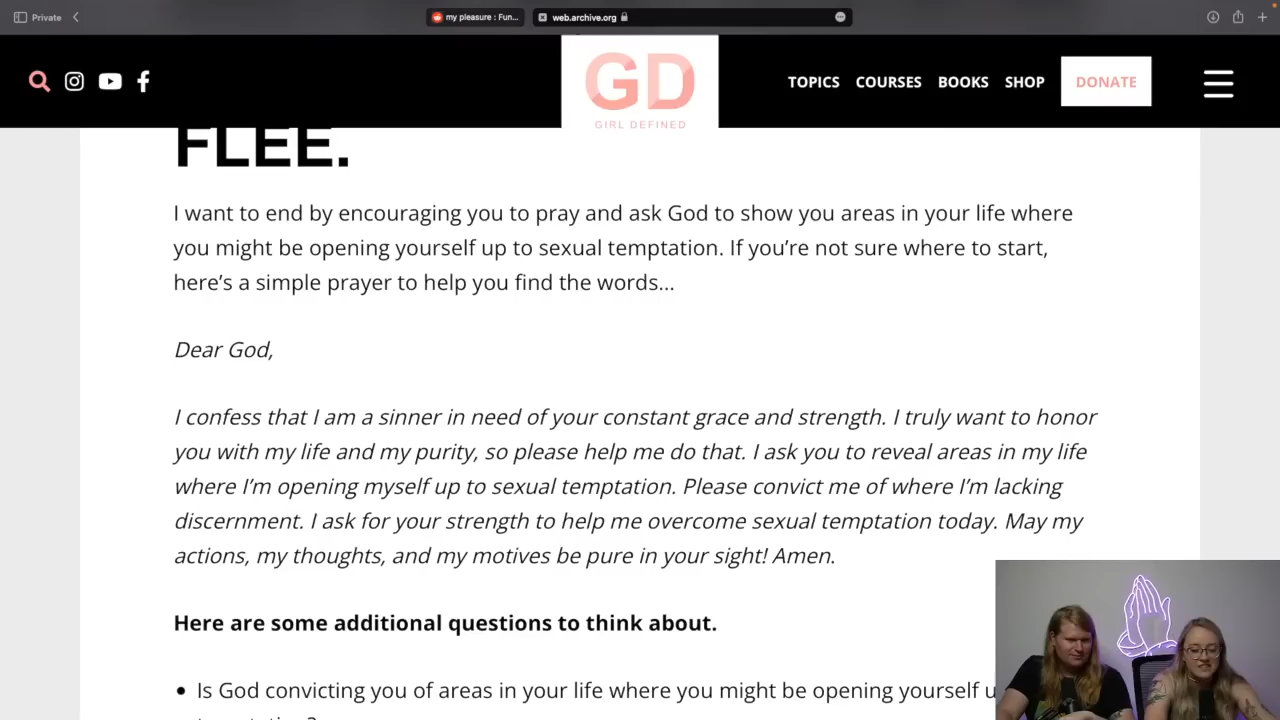 Private
my pleasure : Fun...
web.archive.org
GD
GIRL DEFINED
TOPICS COURSES BOOKS SHOP DONATE
FLEE.
I want to end by encouraging you to pray and ask God to show you areas in your life where
you might be opening yourself up to sexual temptation. If you’re not sure where to start,
here’s a simple prayer to help you find the words...
Dear God,
I confess that I am a sinner in need of your constant grace and strength. I truly want to honor
you with my life and my purity, so please help me do that. I ask you to reveal areas in my life
where I’m opening myself up to sexual temptation. Please convict me of where I’m lacking
discernment. I ask for your strength to help me overcome sexual temptation today. May my
actions, my thoughts, and my motives be pure in your sight! Amen.
Here are some additional questions to think about.
• Is God convicting you of areas in your life where you might be opening yourself